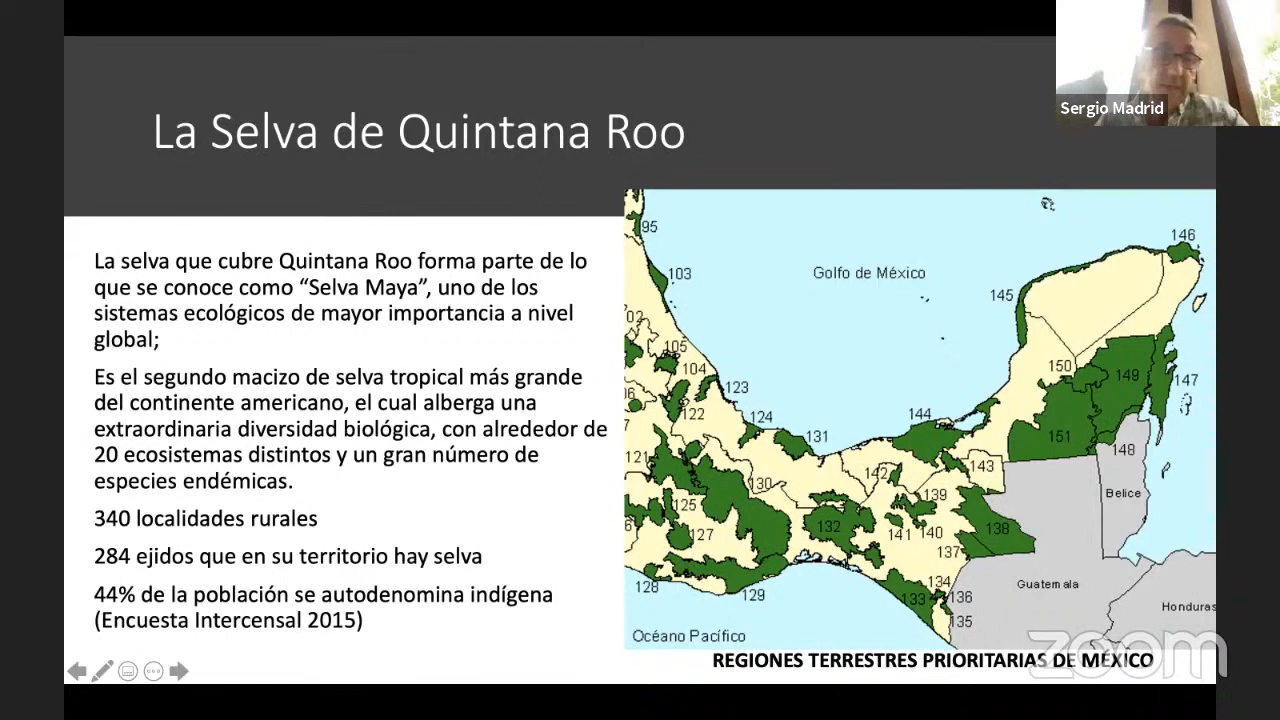 Sergio Madrid
La Selva de Quintana Roo
La selva que cubre Quintana Roo forma parte de lo
que se conoce como “Selva Maya”, uno de los
sistemas ecológicos de mayor importancia a nivel
global;
Es el segundo macizo de selva tropical más grande
del continente americano, el cual alberga una
extraordinaria diversidad biológica, con alrededor de
20 ecosistemas distintos y un gran número de
especies endémicas.
340 localidades rurales
284 ejidos que en su territorio hay selva
44% de la población se autodenomina indígena
(Encuesta Intercensal 2015)
95
146
Golfo de México
103
145
02
105
104
150
149
147
123
06
122
124
144
131
151
148
121
142
143
130
139
Belice
125
132
138
127
141
140
137
Guatemala
128
129
134
133
136
Honduras
135
Océano Pacífico
REGIONES TERRESTRES PRIORITARIAS DE MÉXICO
zoom